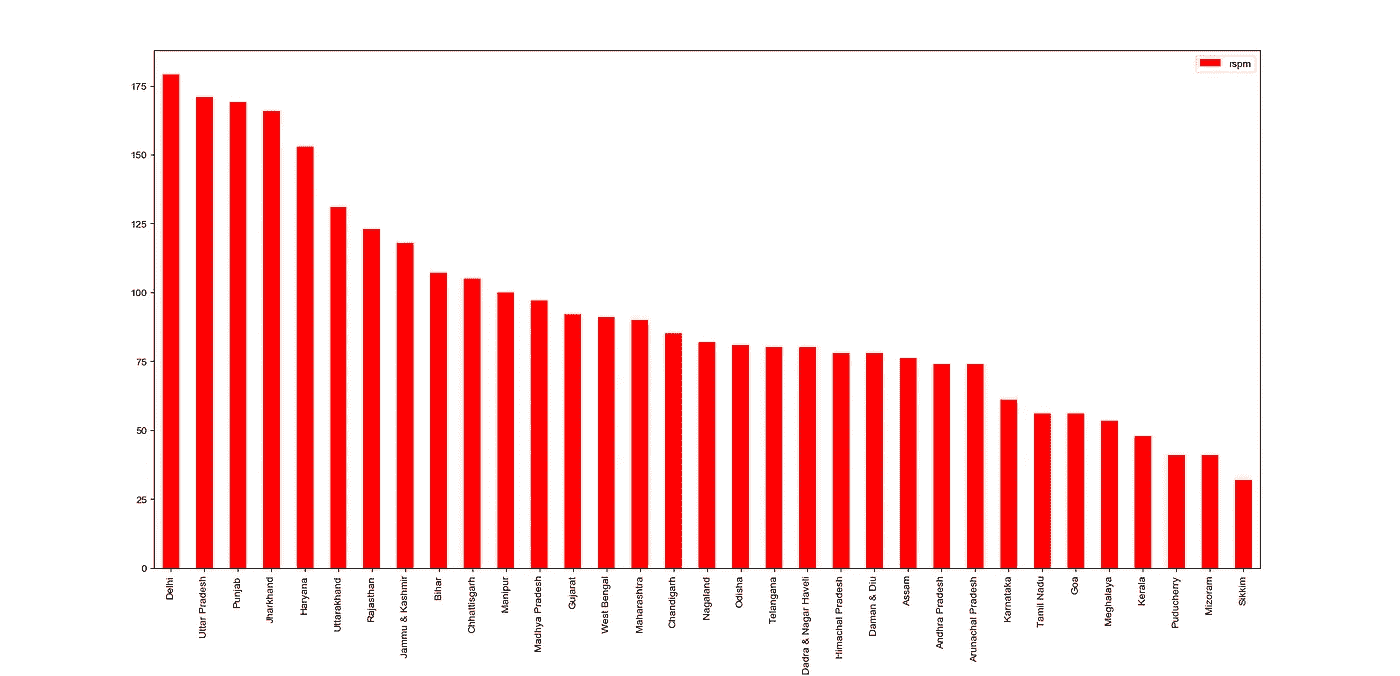 rspm
175
150
125
100
75
50
25
0
Delhi
Uttar Pradesh
Punjab
Jharkhand
Haryana
Uttarakhand
Rajasthan
Jammu & Kashmir
Bihar
Chhattisgarh
Manipur
Madhya Pradesh
Gujarat
West Bengal
Maharashtra
Chandigarh
Nagaland
Odisha
Telangana
Dadra & Nagar Haveli
Himachal Pradesh
Daman & Diu
Assam
Andhra Pradesh
Arunachal Pradesh
Karnataka
Tamil Nadu
Goa
Meghalaya
Kerala
Puducherry
Mizoram
Sikkim